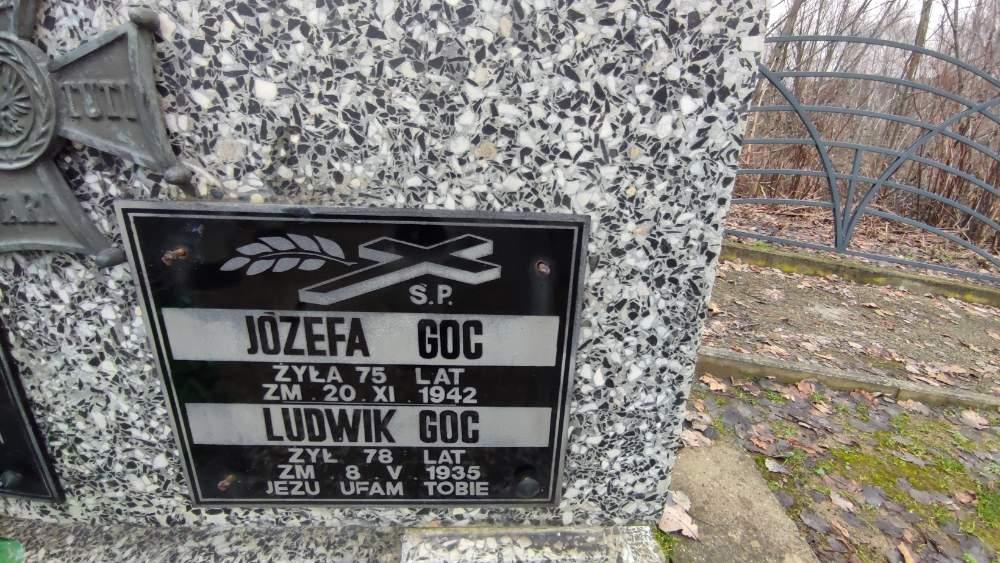 TUTI
Ś.P.
JÓZEFA GOC
ŻYŁA 75 LAT
ZM 20 XI 1942
LUDWIK GOC
ŻYŁ 78 LAT
ZM 8 V 1935
JEZU UFAM TOBIE